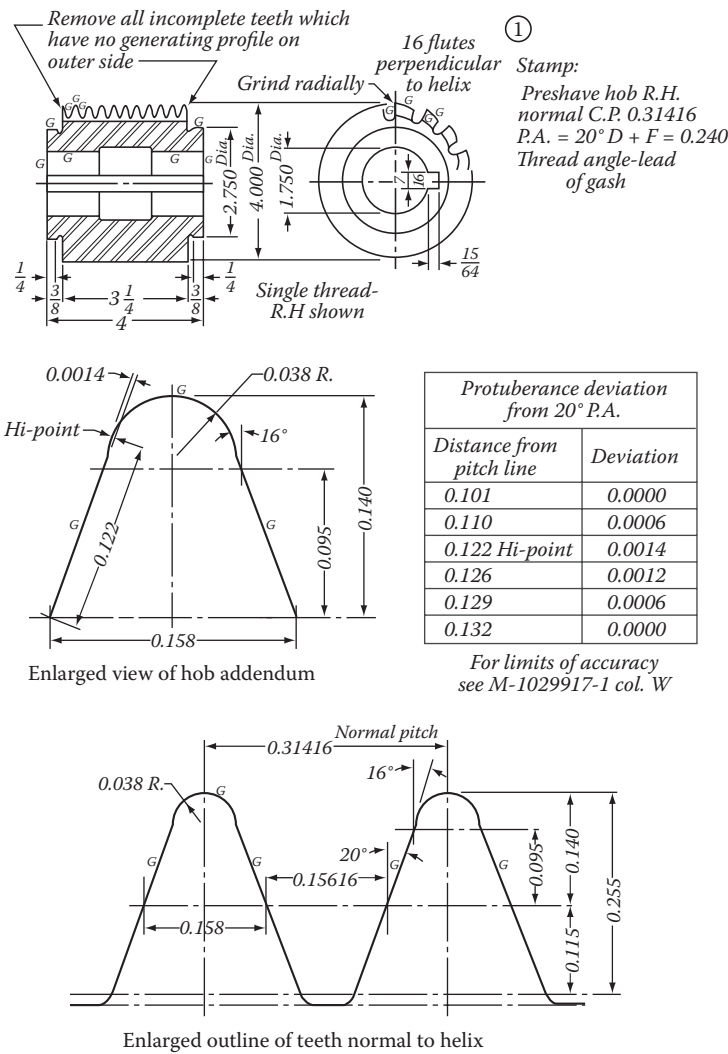 Remove all incomplete teeth which
have no generating profile on
outer side
16 flutes
perpendicular
to helix
Grind radially
1
Stamp:
Preshave hob R.H.
normal C.P. 0.31416
P.A. = 20° D + F = 0.240
Thread angle-lead
of gash
G
G
G
G
G
G
G
G
G
G
G
G
2.750 Dia.
4.000 Dia.
1.750 Dia.
7/16
15/64
1/4
1/4
3/8
3 1/4
3/8
4
Single thread-
R.H shown
0.0014
G
0.038 R.
Hi-point
16°
G
G
0.122
0.095
0.140
0.158
Enlarged view of hob addendum
Protuberance deviation
from 20° P.A.
Distance from
pitch line
Deviation
0.101 0.0000
0.110 0.0006
0.122 Hi-point 0.0014
0.126 0.0012
0.129 0.0006
0.132 0.0000
For limits of accuracy
see M-1029917-1 col. W
Normal pitch
0.31416
16°
0.038 R.
G
20°
G
G
G
G
0.15616
0.158
0.095
0.140
0.115
0.255
Enlarged outline of teeth normal to helix